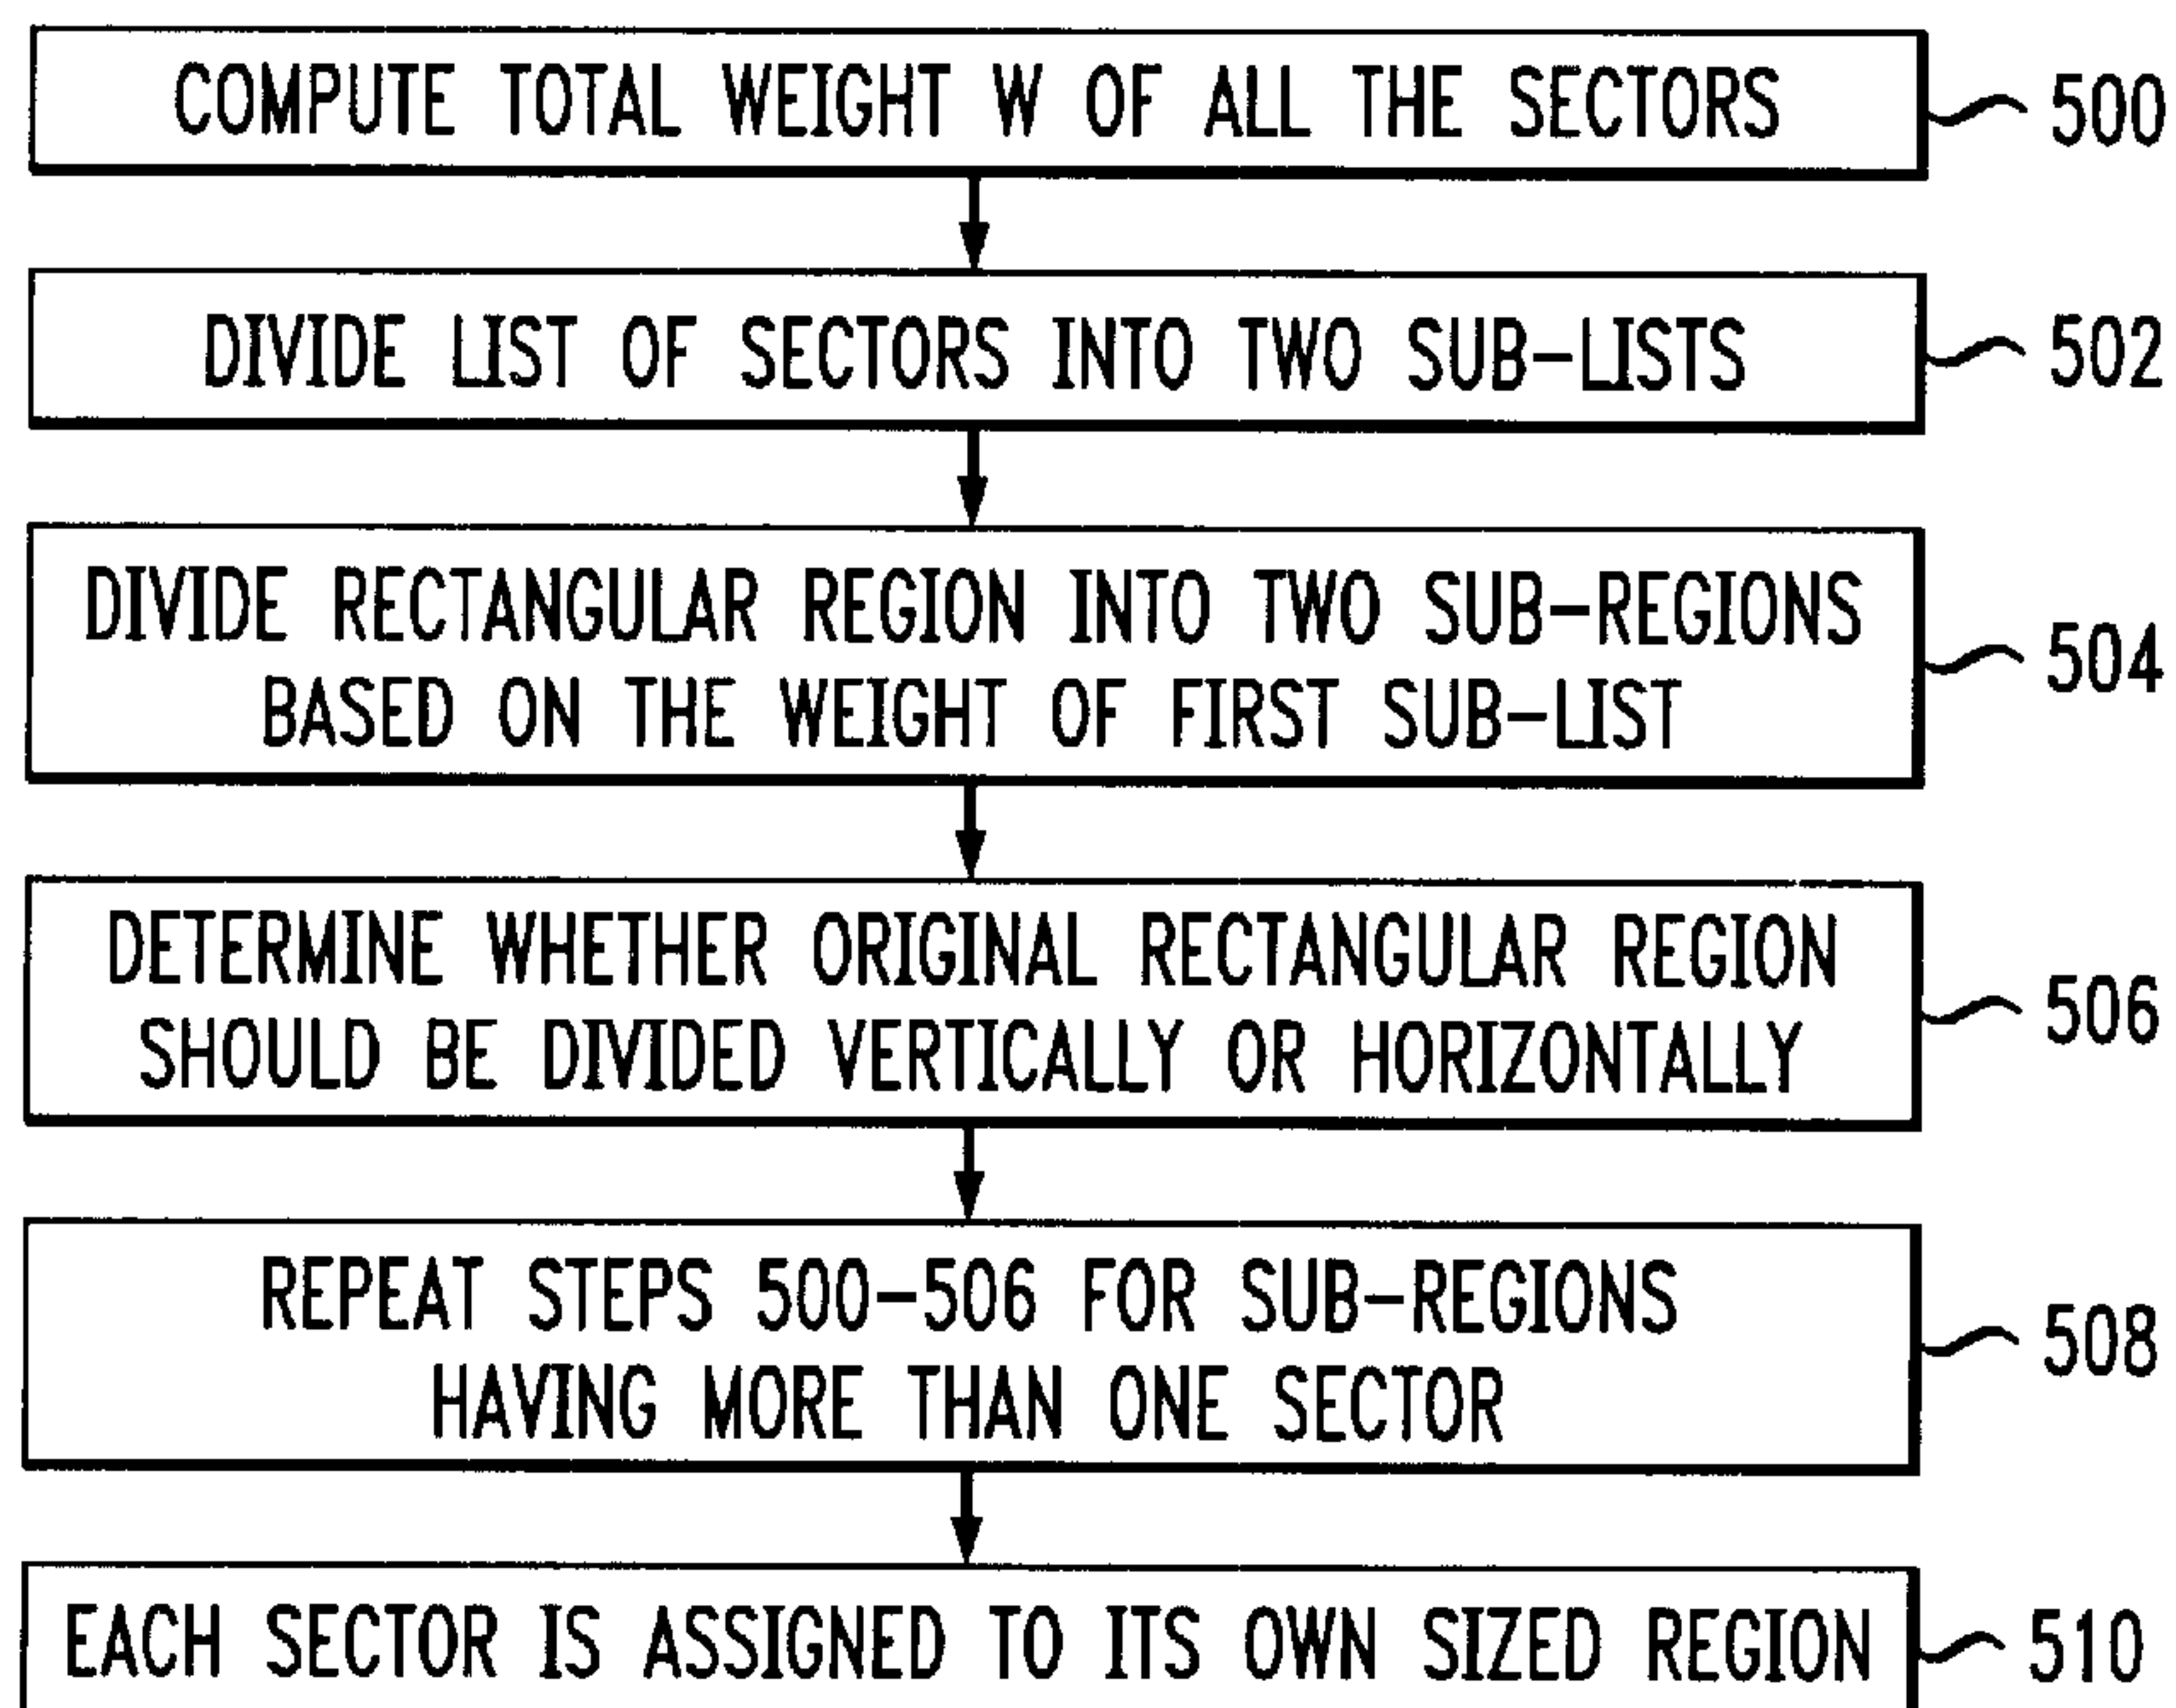 COMPUTE TOTAL WEIGHT W OF ALL THE SECTORS
500
DIVIDE LIST OF SECTORS INTO TWO SUB-LISTS
502
DIVIDE RECTANGULAR REGION INTO TWO SUB-REGIONS
BASED ON THE WEIGHT OF FIRST SUB-LIST
504
DETERMINE WHETHER ORIGINAL RECTANGULAR REGION
SHOULD BE DIVIDED VERTICALLY OR HORIZONTALLY
506
REPEAT STEPS 500-506 FOR SUB-REGIONS
HAVING MORE THAN ONE SECTOR
508
EACH SECTOR IS ASSIGNED TO ITS OWN SIZED REGION
510